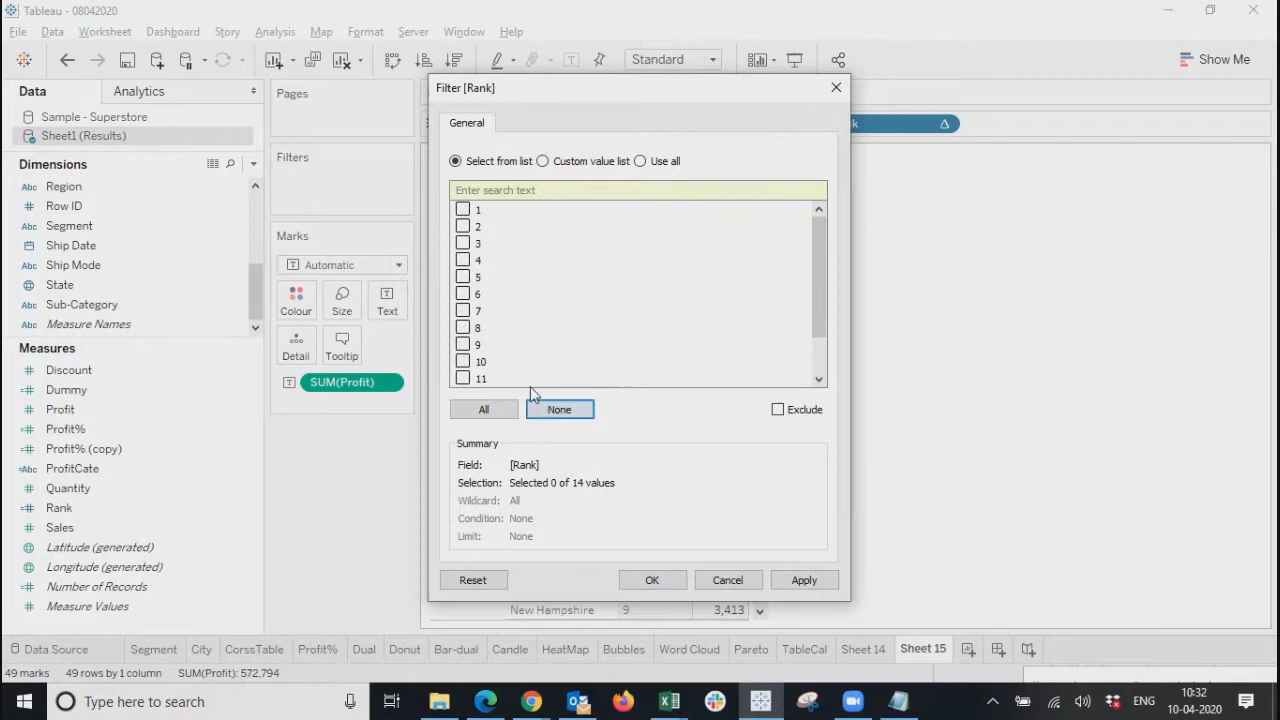 Tableau - 08042020
File Data Worksheet Dashboard Story Analysis Map Format Server Window Help
Standard
Show Me
Data
Analytics
Sample - Superstore
Sheet1 (Results)
Dimensions
Abc Region
# Row ID
Abc Segment
Ship Date
Abc Ship Mode
State
Abc Sub-Category
Abc Measure Names
Measures
# Discount
=# Dummy
# Profit
=# Profit%
=# Profit% (copy)
=Abc ProfitCate
# Quantity
=# Rank
# Sales
Latitude (generated)
Longitude (generated)
=# Number of Records
# Measure Values
Pages
Filters
Marks
Automatic
Colour
Size
Text
Detail
Tooltip
SUM(Profit)
Filter [Rank]
General
Select from list
Custom value list
Use all
Enter search text
1
2
3
4
5
6
7
8
9
10
11
All
None
Exclude
Summary
Field: [Rank]
Selection: Selected 0 of 14 values
Wildcard: All
Condition: None
Limit: None
Reset
OK
Cancel
Apply
New Hampshire 9 3,413
Data Source Segment City CorssTable Profit% Dual Donut Bar-dual Candle HeatMap Bubbles Word Cloud Pareto TableCal Sheet 14 Sheet 15
49 marks 49 rows by 1 column SUM(Profit): 572,794
Type here to search
ENG
10:32
10-04-2020